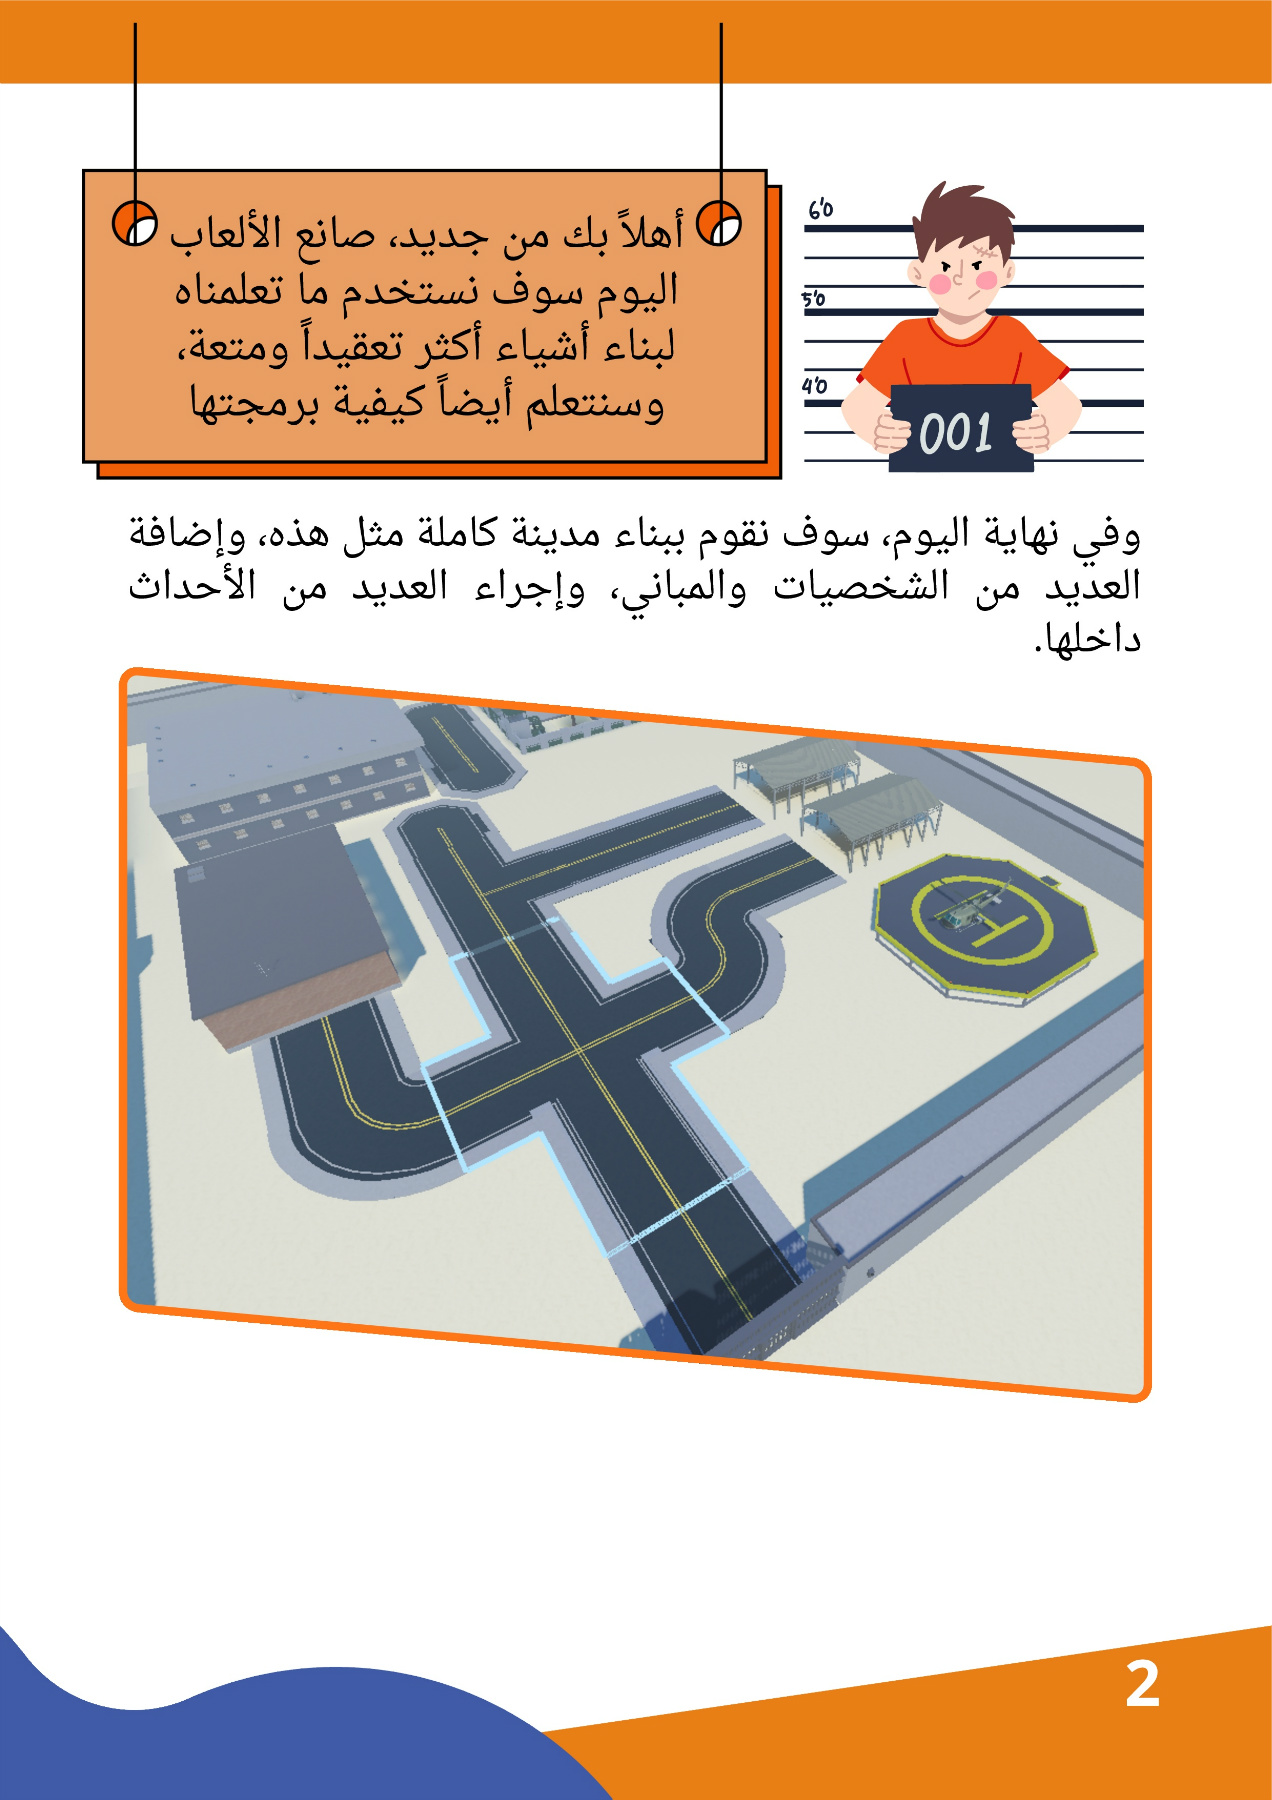 أهلاً بك من جديد، صانع الألعاب
اليوم سوف نستخدم ما تعلمناه
لبناء أشياء أكثر تعقيداً ومتعة،
وسنتعلم أيضاً كيفية برمجتها
6'0
5'0
4'0
001
وفي نهاية اليوم، سوف نقوم ببناء مدينة كاملة مثل هذه، وإضافة
العديد من الشخصيات والمباني، وإجراء العديد من الأحداث
داخلها.
H
2